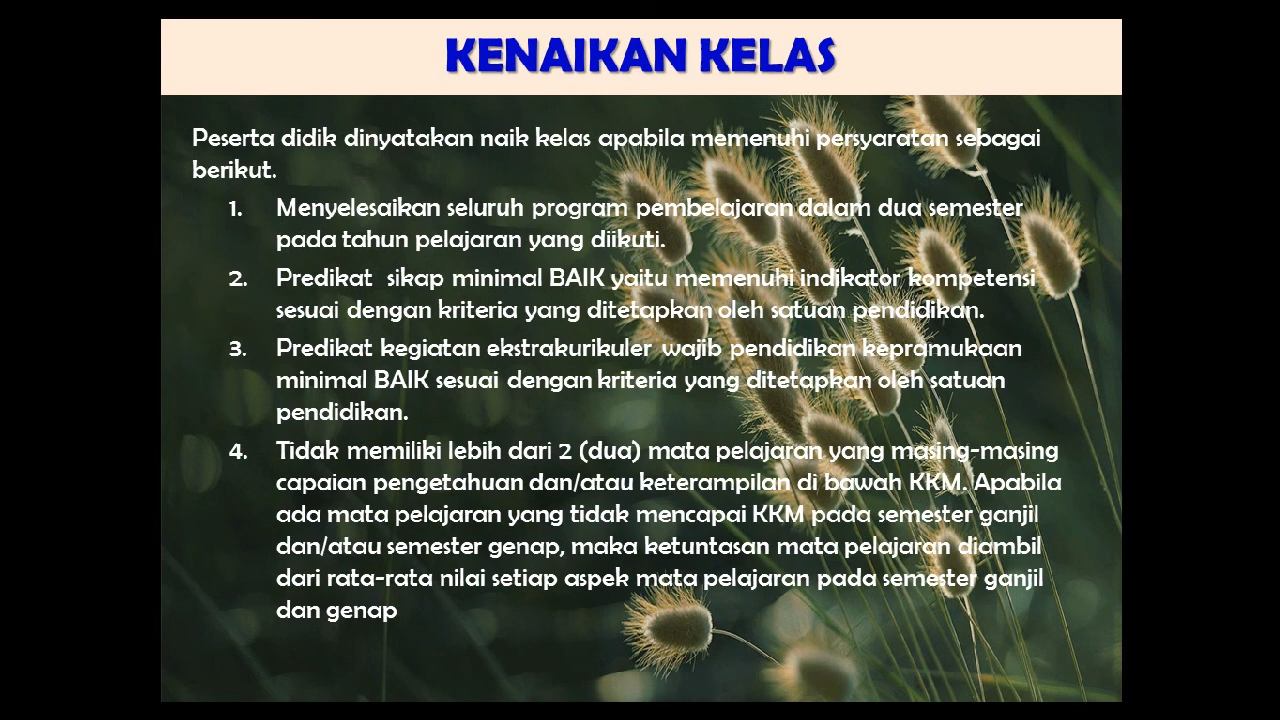 KENAIKAN KELAS
Peserta didik dinyatakan naik kelas apabila memenuhi persyaratan sebagai
berikut.
1. Menyelesaikan seluruh program pembelajaran dalam dua semester
pada tahun pelajaran yang diikuti.
2. Predikat sikap minimal BAIK yaitu memenuhi indikator kompetensi
sesuai dengan kriteria yang ditetapkan oleh satuan pendidikan.
3. Predikat kegiatan ekstrakurikuler wajib pendidikan kepramukaan
minimal BAIK sesuai dengan kriteria yang ditetapkan oleh satuan
pendidikan.
4. Tidak memiliki lebih dari 2 (dua) mata pelajaran yang masing-masing
capaian pengetahuan dan/atau keterampilan di bawah KKM. Apabila
ada mata pelajaran yang tidak mencapai KKM pada semester ganjil
dan/atau semester genap, maka ketuntasan mata pelajaran diambil
dari rata-rata nilai setiap aspek mata pelajaran pada semester ganjil
dan genap